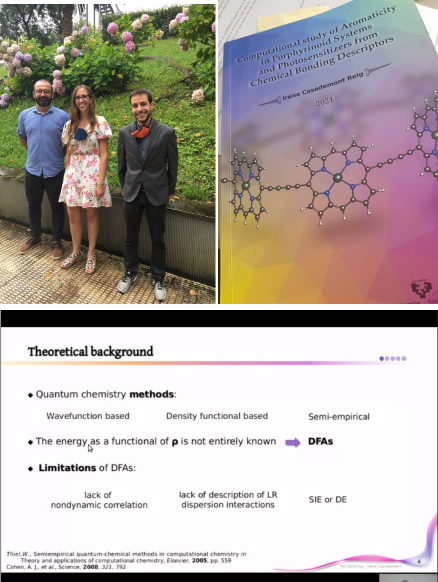 Computational study of Aromaticity
in Porphyrinoid Systems
and Photosensitizers from
Chemical Bonding Descriptors
Irene Casademont Reig
2021
Theoretical background
◆ Quantum chemistry methods:
Wavefunction based Density functional based Semi-empirical
◆ The energy as a functional of ρ is not entirely known DFAs
◆ Limitations of DFAs:
lack of nondynamic correlation
lack of description of LR dispersion interactions
SIE or DE
Thiel,W., Semiempirical quantum-chemical methods in computational chemistry in
Theory and applications of computational chemistry, Elsevier, 2005, pp. 559
Cohen, A. J., et al., Science, 2008, 321, 792
4